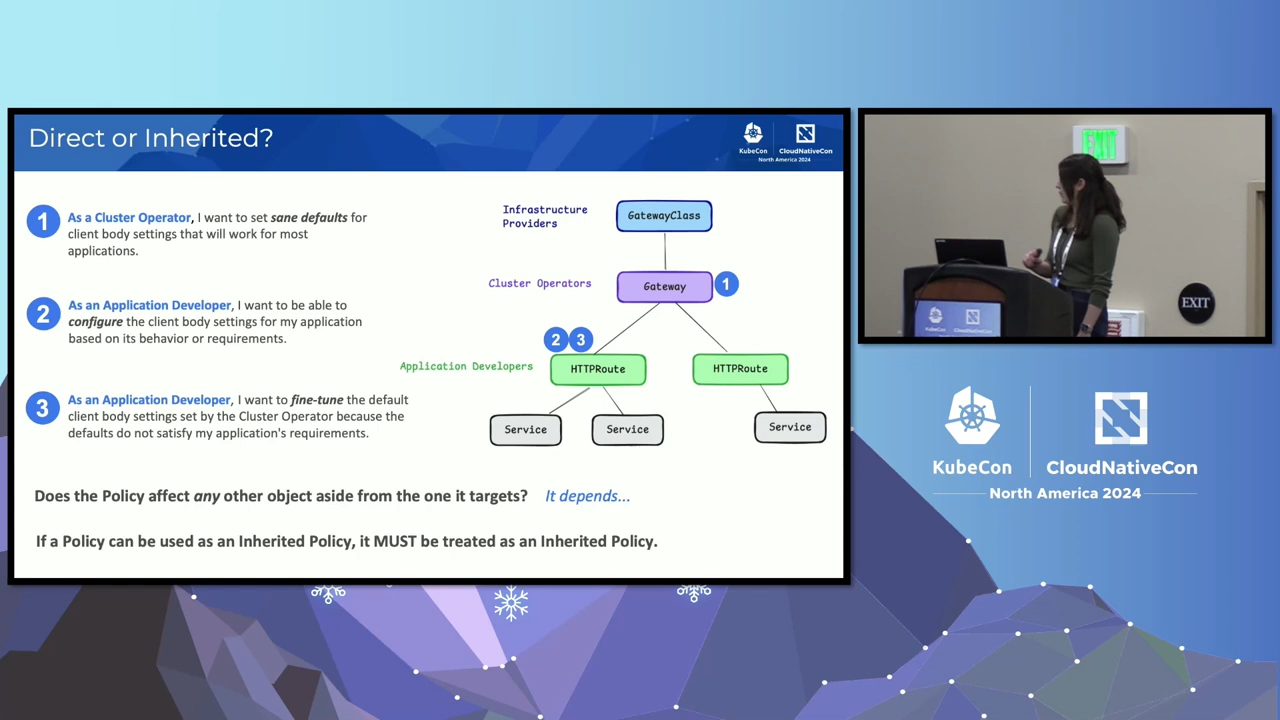 Direct or Inherited?
KubeCon
CloudNativeCon
North America 2024
1
As a Cluster Operator, I want to set sane defaults for
client body settings that will work for most
applications.
2
As an Application Developer, I want to be able to
configure the client body settings for my application
based on its behavior or requirements.
3
As an Application Developer, I want to fine-tune the default
client body settings set by the Cluster Operator because the
defaults do not satisfy my application's requirements.
Infrastructure
Providers
GatewayClass
Cluster Operators
Gateway
1
2 3
Application Developers
HTTPRoute
HTTPRoute
Service
Service
Service
Does the Policy affect any other object aside from the one it targets? It depends...
If a Policy can be used as an Inherited Policy, it MUST be treated as an Inherited Policy.
EXIT
EXIT
KubeCon
CloudNativeCon
North America 2024